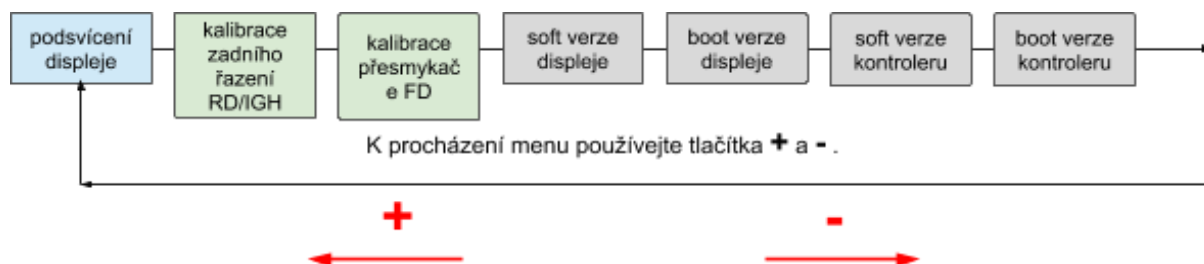 podsvícení
displeje
kalibrace
zadního
řazení
RD/IGH
kalibrace
přesmykač
e FD
soft verze
displeje
boot verze
displeje
soft verze
kontroleru
boot verze
kontroleru
K procházení menu používejte tlačítka + a - .
+
-